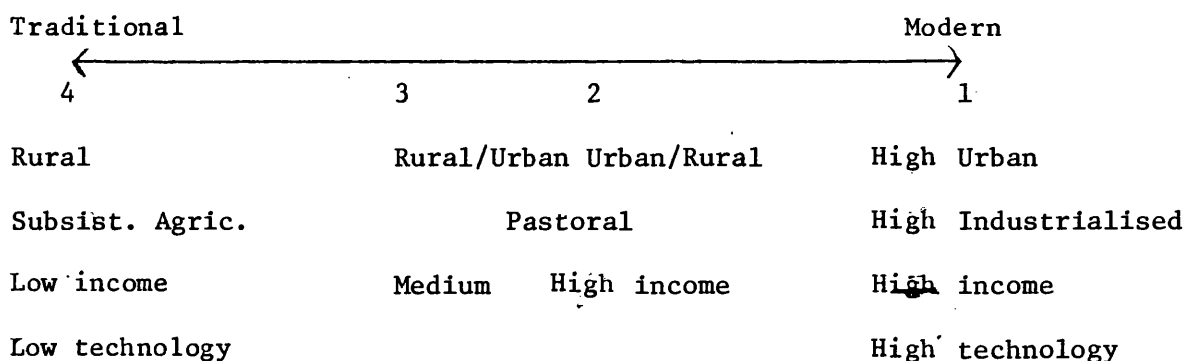 Traditional Modern
4 3 2 1
Rural Rural/Urban Urban/Rural High Urban
Subsist. Agric. Pastoral High Industrialised
Low income Medium High income High income
Low technology High technology